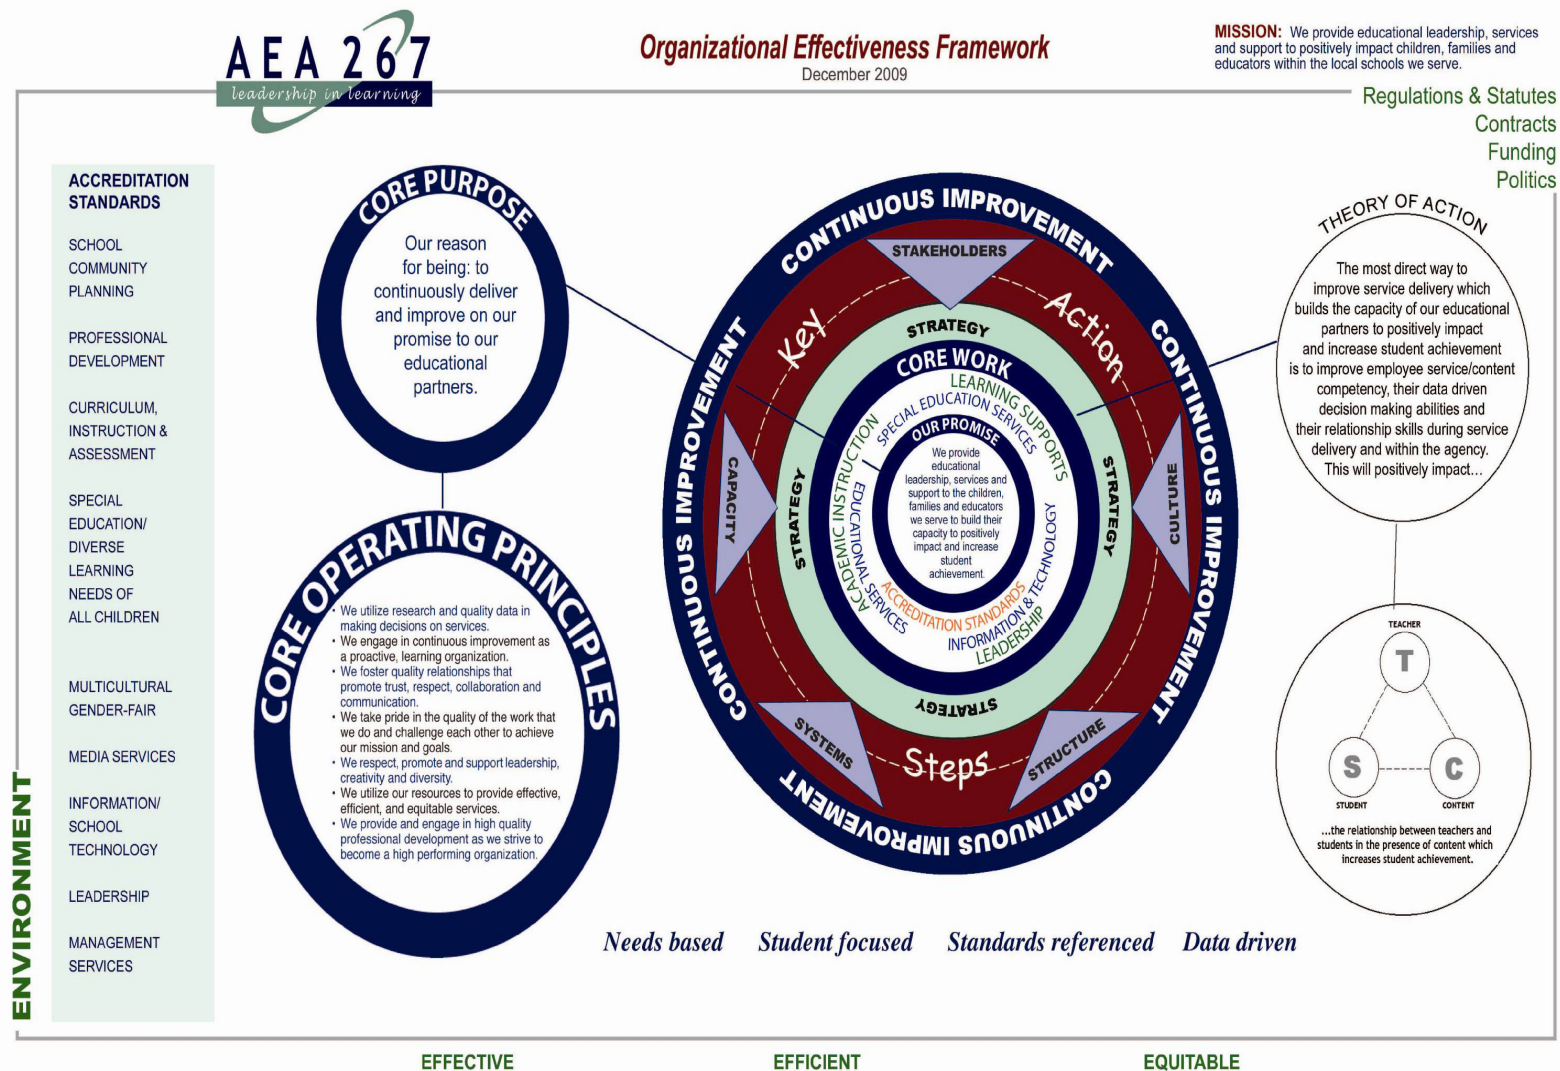 AEA 267
leadership in learning
Organizational Effectiveness Framework
December 2009
MISSION: We provide educational leadership, services
and support to positively impact children, families and
educators within the local schools we serve.
Regulations & Statutes
Contracts
Funding
Politics
ENVIRONMENT
ACCREDITATION
STANDARDS
SCHOOL
COMMUNITY
PLANNING
PROFESSIONAL
DEVELOPMENT
CURRICULUM,
INSTRUCTION &
ASSESSMENT
SPECIAL
EDUCATION/
DIVERSE
LEARNING
NEEDS OF
ALL CHILDREN
MULTICULTURAL
GENDER-FAIR
MEDIA SERVICES
INFORMATION/
SCHOOL
TECHNOLOGY
LEADERSHIP
MANAGEMENT
SERVICES
CORE PURPOSE
Our reason
for being: to
continuously deliver
and improve on our
promise to our
educational
partners.
CORE OPERATING PRINCIPLES
• We utilize research and quality data in
making decisions on services.
• We engage in continuous improvement as
a proactive, learning organization.
• We foster quality relationships that
promote trust, respect, collaboration and
communication.
• We take pride in the quality of the work that
we do and challenge each other to achieve
our mission and goals.
• We respect, promote and support leadership,
creativity and diversity.
• We utilize our resources to provide effective,
efficient, and equitable services.
• We provide and engage in high quality
professional development as we strive to
become a high performing organization.
CONTINUOUS IMPROVEMENT
CONTINUOUS IMPROVEMENT
CONTINUOUS IMPROVEMENT
CONTINUOUS IMPROVEMENT
STAKEHOLDERS
CULTURE
STRUCTURE
SYSTEMS
CAPACITY
Key
Action
Steps
STRATEGY
STRATEGY
STRATEGY
STRATEGY
CORE WORK
LEARNING SUPPORTS
SPECIAL EDUCATION SERVICES
ACADEMIC INSTRUCTION
EDUCATIONAL SERVICES
INFORMATION & TECHNOLOGY
LEADERSHIP
ACCREDITATION STANDARDS
OUR PROMISE
We provide
educational
leadership, services and
support to the children,
families and educators
we serve to build their
capacity to positively
impact and increase
student
achievement.
THEORY OF ACTION
The most direct way to
improve service delivery which
builds the capacity of our educational
partners to positively impact
and increase student achievement
is to improve employee service/content
competency, their data driven
decision making abilities and
their relationship skills during service
delivery and within the agency.
This will positively impact...
TEACHER
T
S
C
STUDENT
CONTENT
...the relationship between teachers and
students in the presence of content which
increases student achievement.
Needs based Student focused Standards referenced Data driven
EFFECTIVE EFFICIENT EQUITABLE